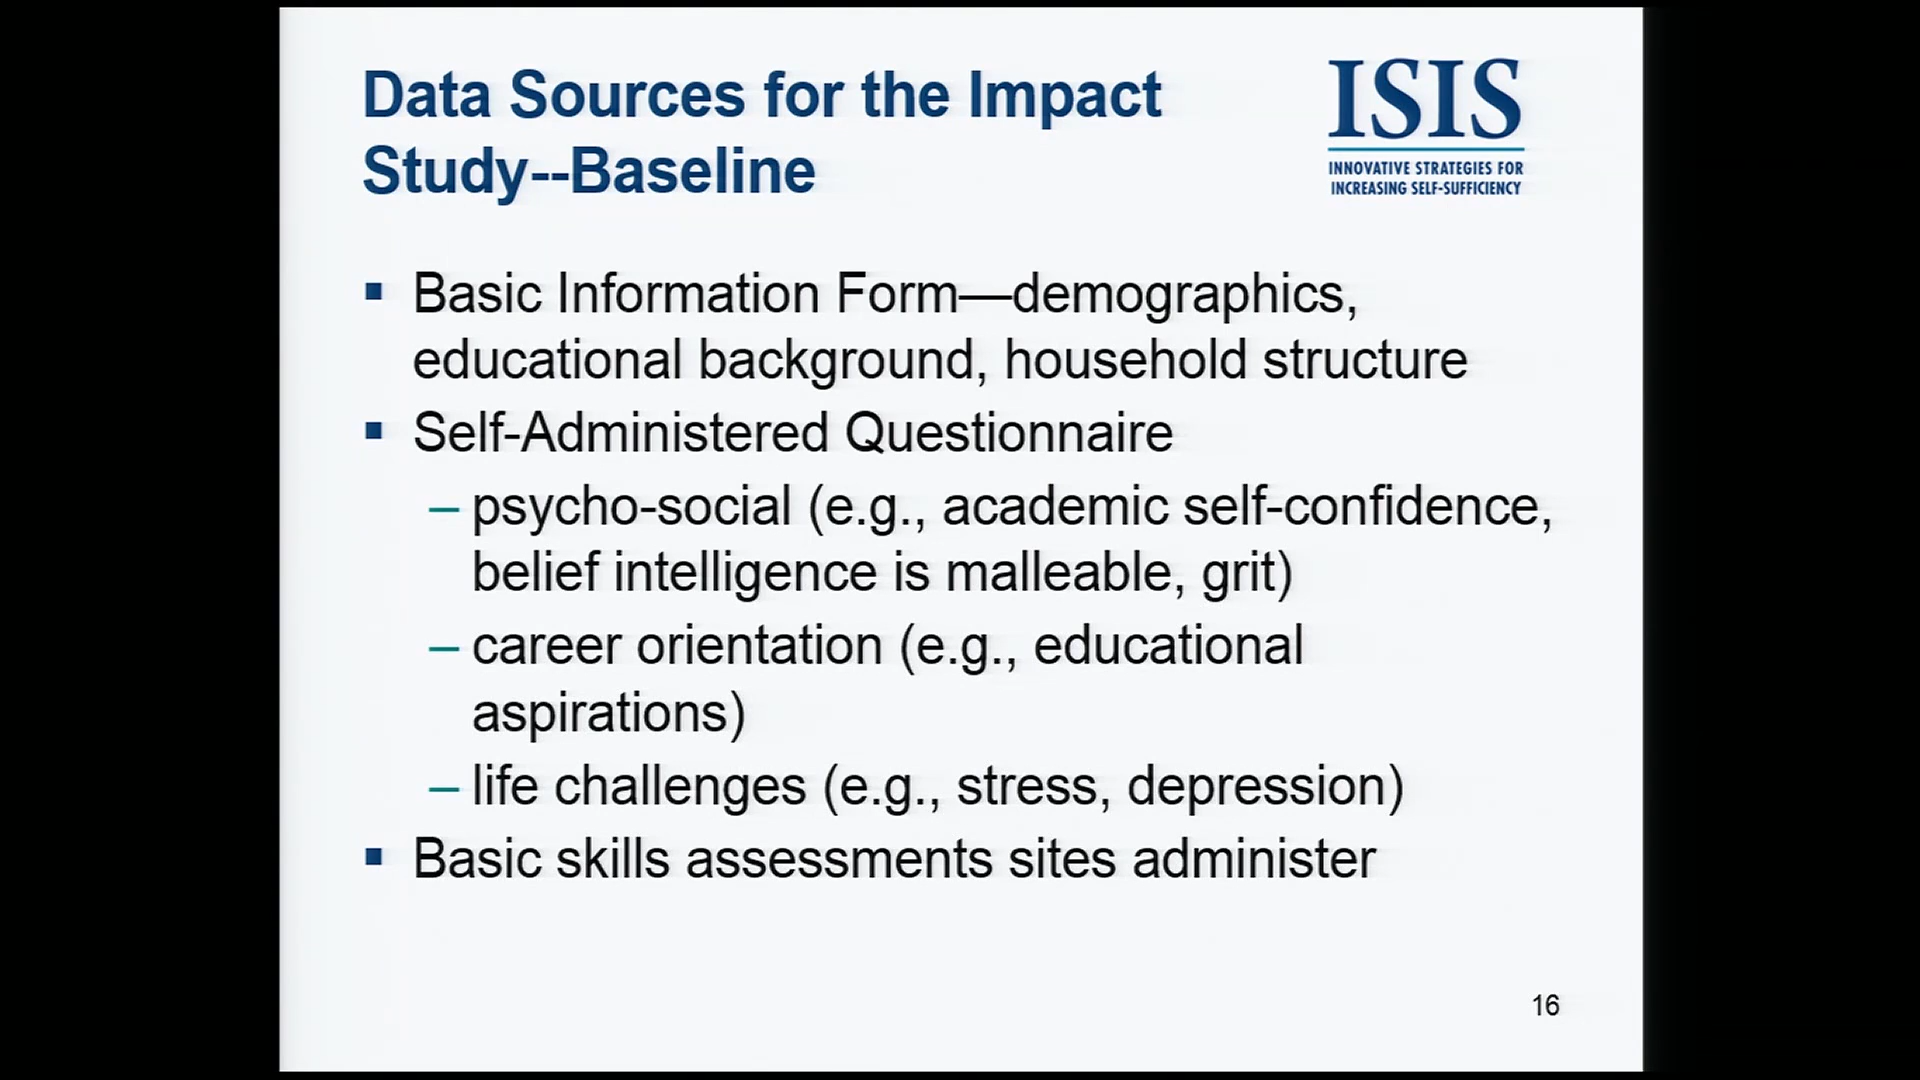 Data Sources for the Impact
Study--Baseline
ISIS
INNOVATIVE STRATEGIES FOR
INCREASING SELF-SUFFICIENCY
▪ Basic Information Form—demographics,
educational background, household structure
▪ Self-Administered Questionnaire
– psycho-social (e.g., academic self-confidence,
belief intelligence is malleable, grit)
– career orientation (e.g., educational
aspirations)
– life challenges (e.g., stress, depression)
▪ Basic skills assessments sites administer
16